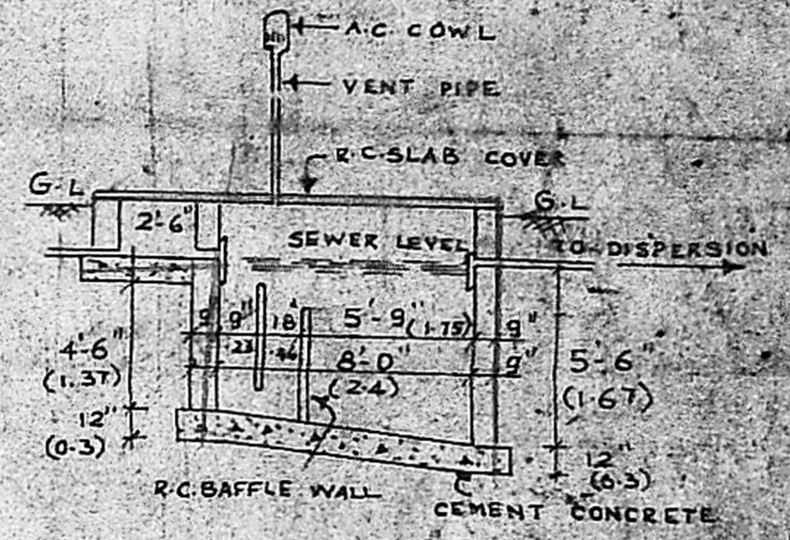 A.C. COWL
VENT PIPE
R.C. SLAB COVER
G.L
G.L
2'-6"
SEWER LEVEL
TO DISPERSION
9" 9" 18" 5'-9" (1.75) 9"
.23 .46
8'-0" 9"
(2.4)
4'-6"
(1.37)
5'-6"
(1.67)
12"
(0.3)
12"
(0.3)
R.C. BAFFLE WALL
CEMENT CONCRETE